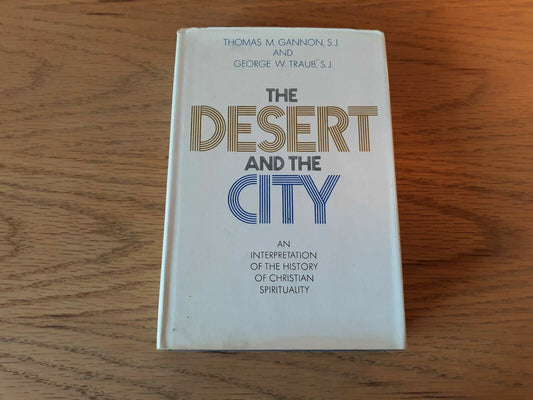 THOMAS M. GANNON, S.J.
AND
GEORGE W. TRAUB, S.J.
THE
DESERT
AND THE
CITY
AN
INTERPRETATION
OF THE HISTORY
OF CHRISTIAN
SPIRITUALITY